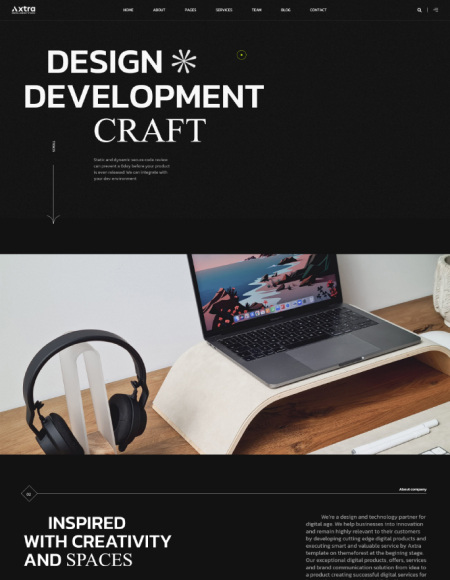 Axtra
HOME ABOUT PAGES SERVICES TEAM BLOG CONTACT
DESIGN
DEVELOPMENT
CRAFT
SCROLL
Static and dynamic secure code review
can prevent a 0day before your product
is even released. We can integrate with
your dev environment
02
About company
INSPIRED
WITH CREATIVITY
AND SPACES
We're a design and technology partner for
digital age. We help businesses into innovation
and remain highly relevant to their customers
by developing cutting edge digital products and
executing smart and valuable service by Axtra
template on themeforest at the begining stage.
Our exceptional digital products, offers, services
and brand communication solution from idea to
a product creating successful digital services for